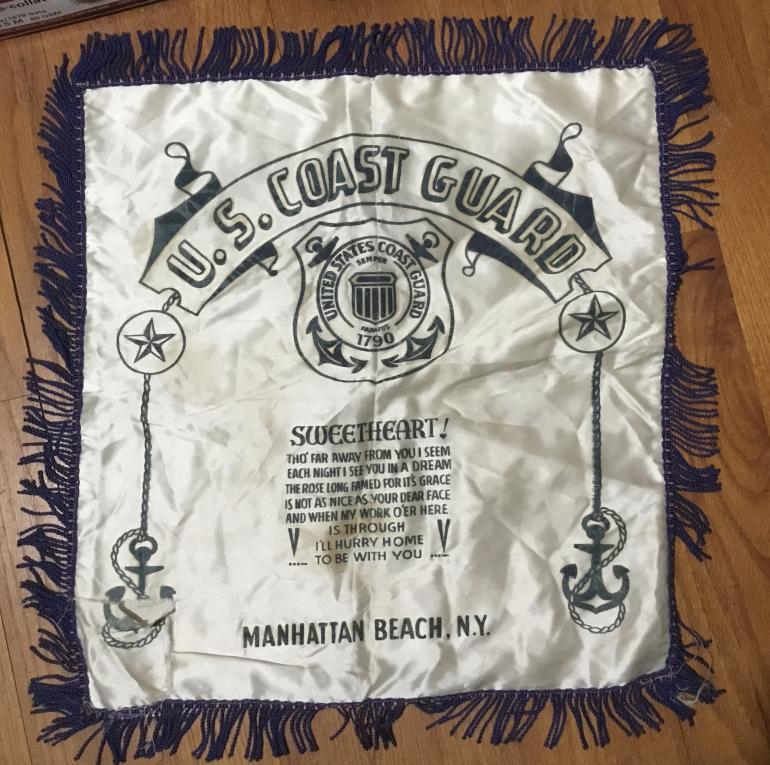 U.S. COAST GUARD
UNITED STATES COAST GUARD
SEMPER
PARATUS
1790
SWEETHEART!
THO' FAR AWAY FROM YOU I SEEM
EACH NIGHT I SEE YOU IN A DREAM
THE ROSE LONG FAMED FOR IT'S GRACE
IS NOT AS NICE AS YOUR DEAR FACE
AND WHEN MY WORK O'ER HERE
IS THROUGH
I'LL HURRY HOME
.... TO BE WITH YOU ....
V V
MANHATTAN BEACH, N.Y.